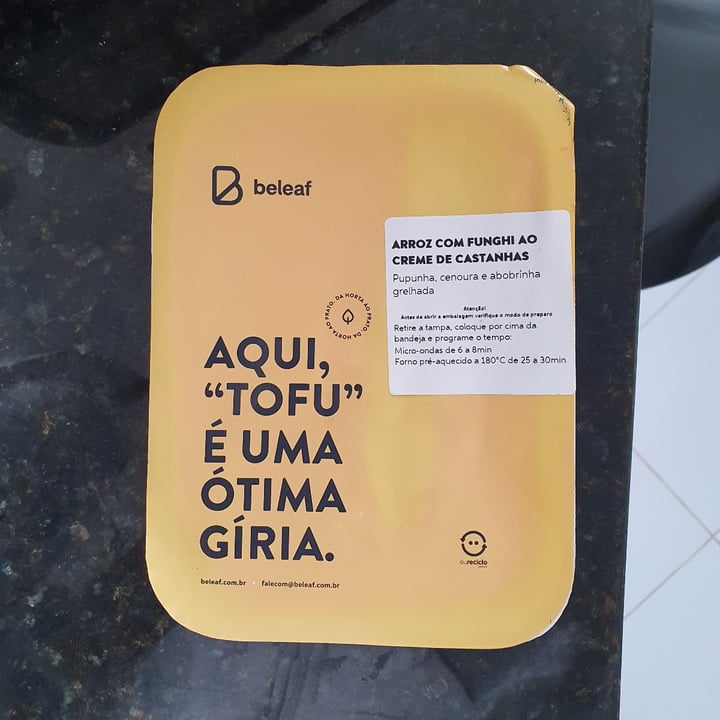 beleaf
ARROZ COM FUNGHI AO
CREME DE CASTANHAS
Pupunha, cenoura e abobrinha
grelhada
Atenção!
Antes de abrir a embalagem verifique o modo de preparo
Retire a tampa, coloque por cima da
bandeja e programe o tempo:
Micro-ondas de 6 a 8min
Forno pré-aquecido a 180°C de 25 a 30min
DA HORTA AO PRATO. DA HORTA AO PRATO.
AQUI,
“TOFU”
É UMA
ÓTIMA
GÍRIA.
eureciclo
beleaf.com.br • falecom@beleaf.com.br